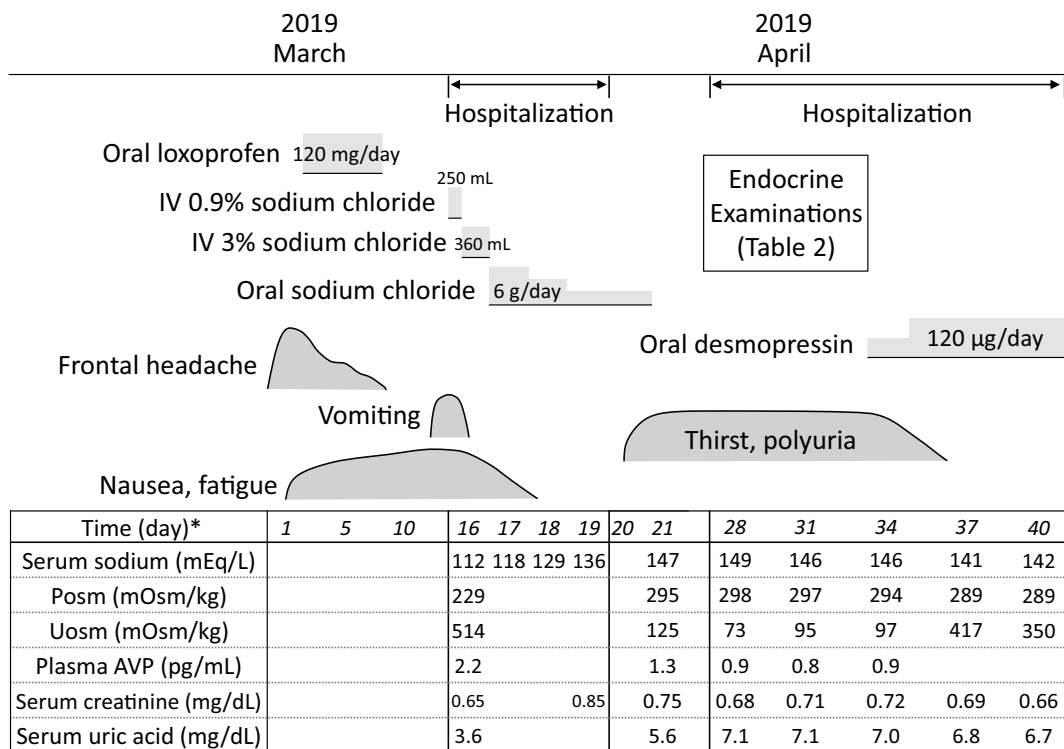 2019
March
2019
April
Hospitalization
Hospitalization
Oral loxoprofen 120 mg/day
250 mL
IV 0.9% sodium chloride
IV 3% sodium chloride 360 mL
Oral sodium chloride 6 g/day
Endocrine
Examinations
(Table 2)
Oral desmopressin 120 μg/day
Frontal headache
Vomiting
Thirst, polyuria
Nausea, fatigue
Time (day)* 1 5 10 16 17 18 19 20 21 28 31 34 37 40
Serum sodium (mEq/L) 112 118 129 136 147 149 146 146 141 142
Posm (mOsm/kg) 229 295 298 297 294 289 289
Uosm (mOsm/kg) 514 125 73 95 97 417 350
Plasma AVP (pg/mL) 2.2 1.3 0.9 0.8 0.9
Serum creatinine (mg/dL) 0.65 0.85 0.75 0.68 0.71 0.72 0.69 0.66
Serum uric acid (mg/dL) 3.6 5.6 7.1 7.1 7.0 6.8 6.7